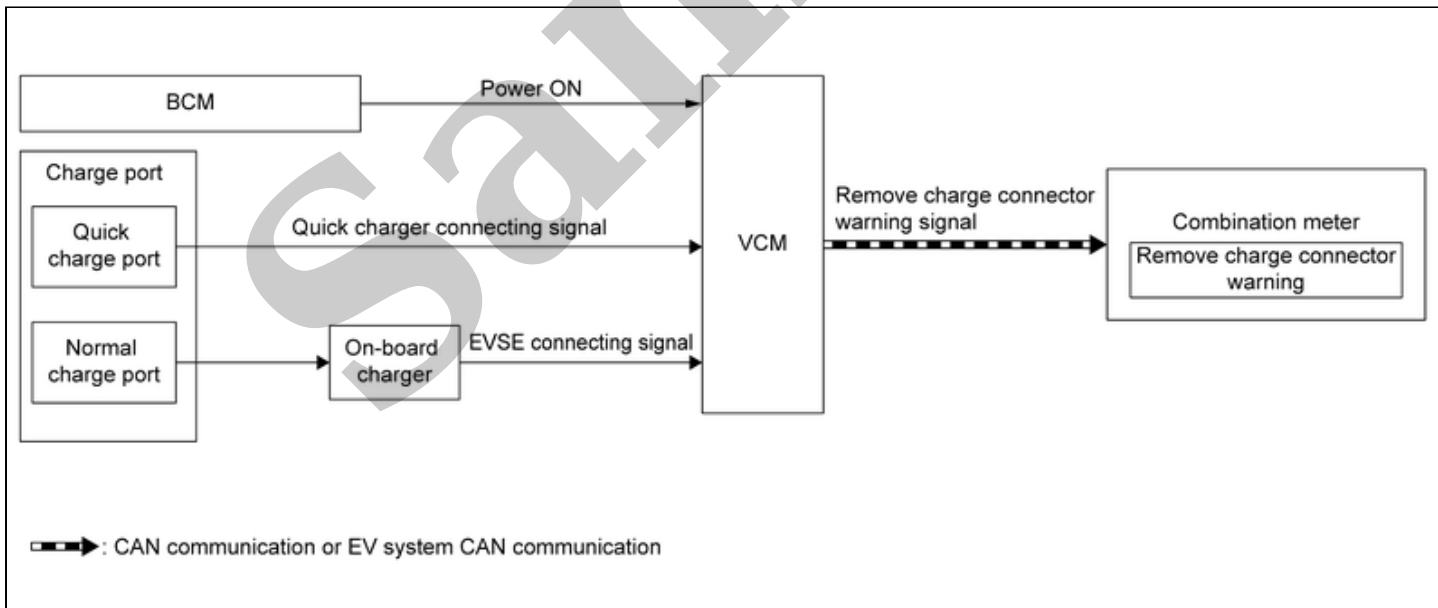 BCM
Power ON
Charge port
Quick
charge port
Quick charger connecting signal
Normal
charge port
On-board
charger
EVSE connecting signal
VCM
Remove charge connector
warning signal
Combination meter
Remove charge connector
warning
: CAN communication or EV system CAN communication